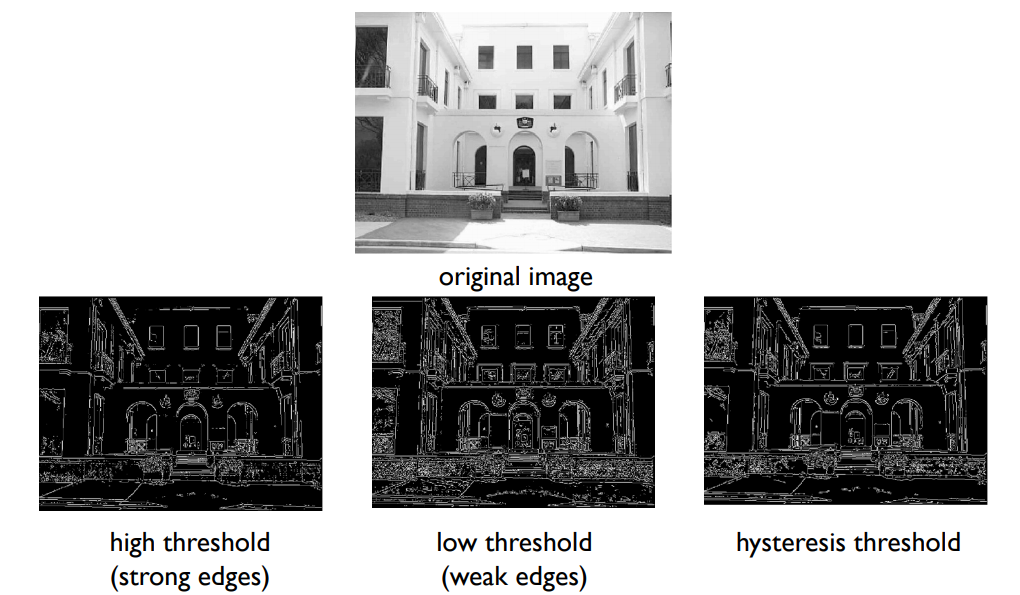 original image
high threshold
(strong edges)
low threshold
(weak edges)
hysteresis threshold